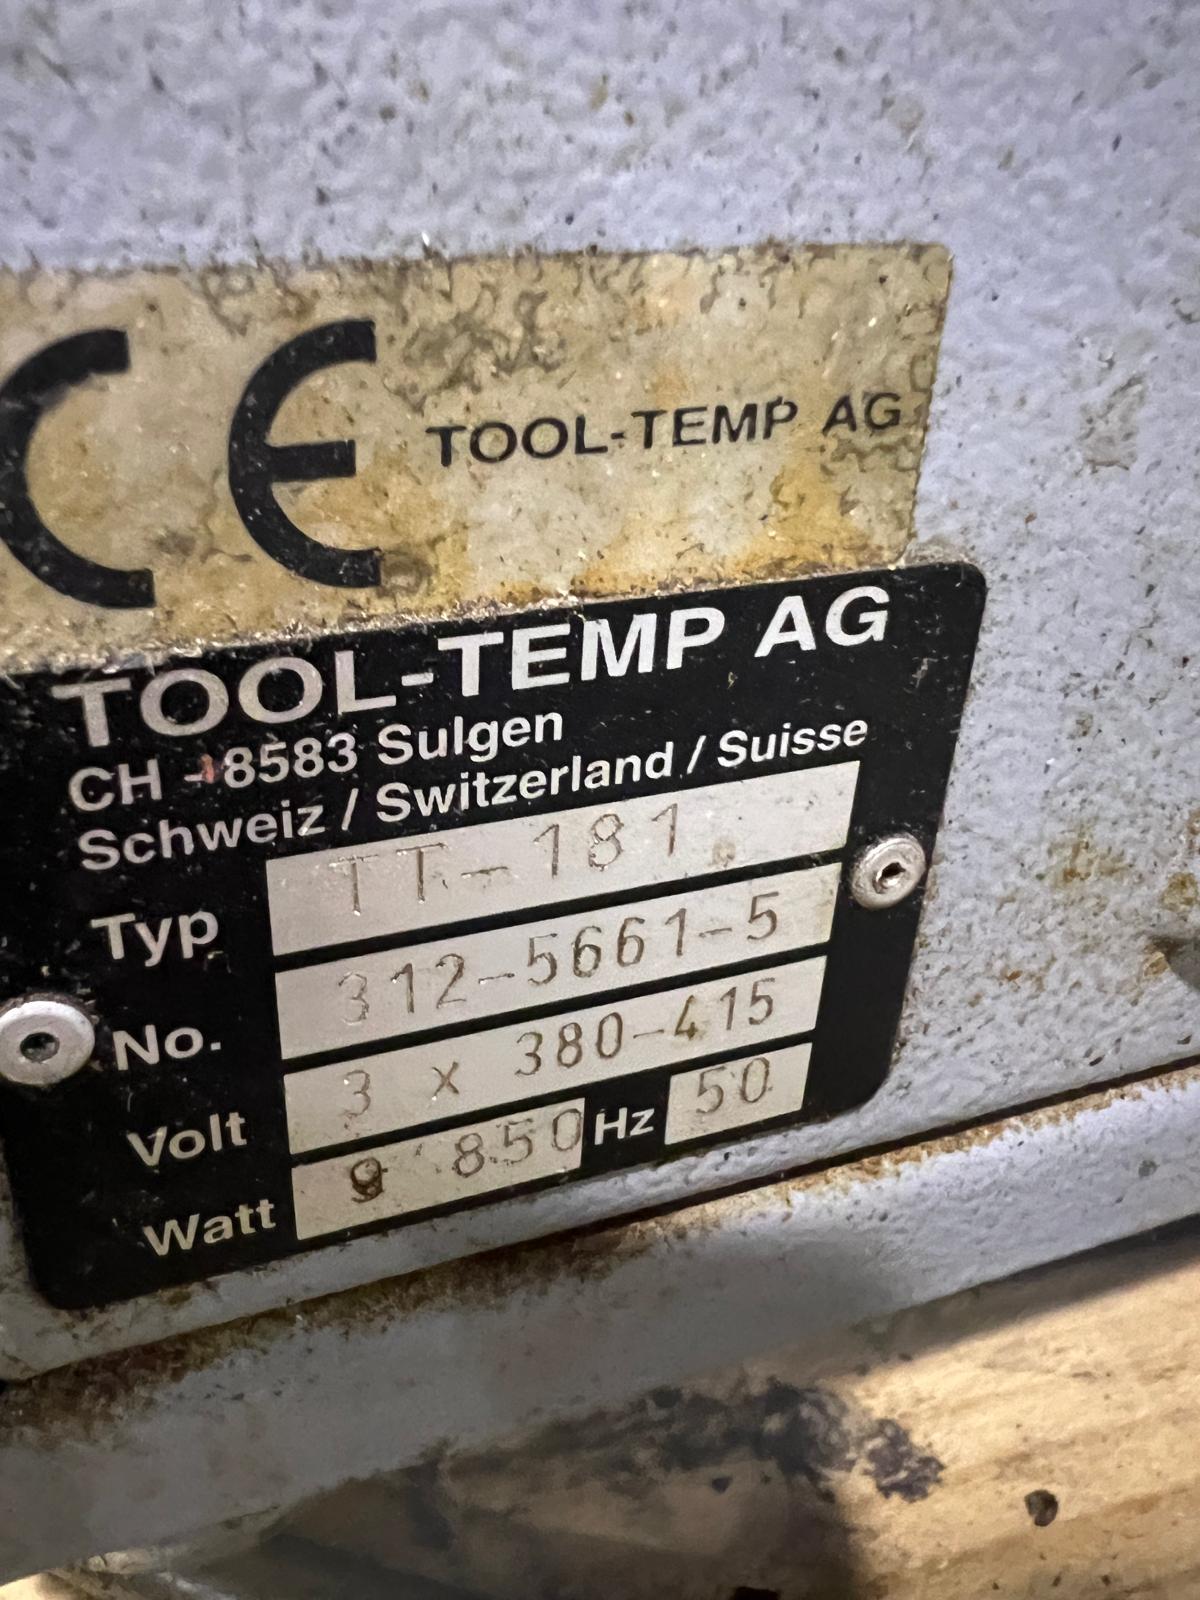 CE TOOL-TEMP AG
TOOL-TEMP AG
CH - 8583 Sulgen
Schweiz / Switzerland / Suisse
Typ TT-181
No. 312-5661-5
Volt 3 x 380-415
Watt 9 850 Hz 50